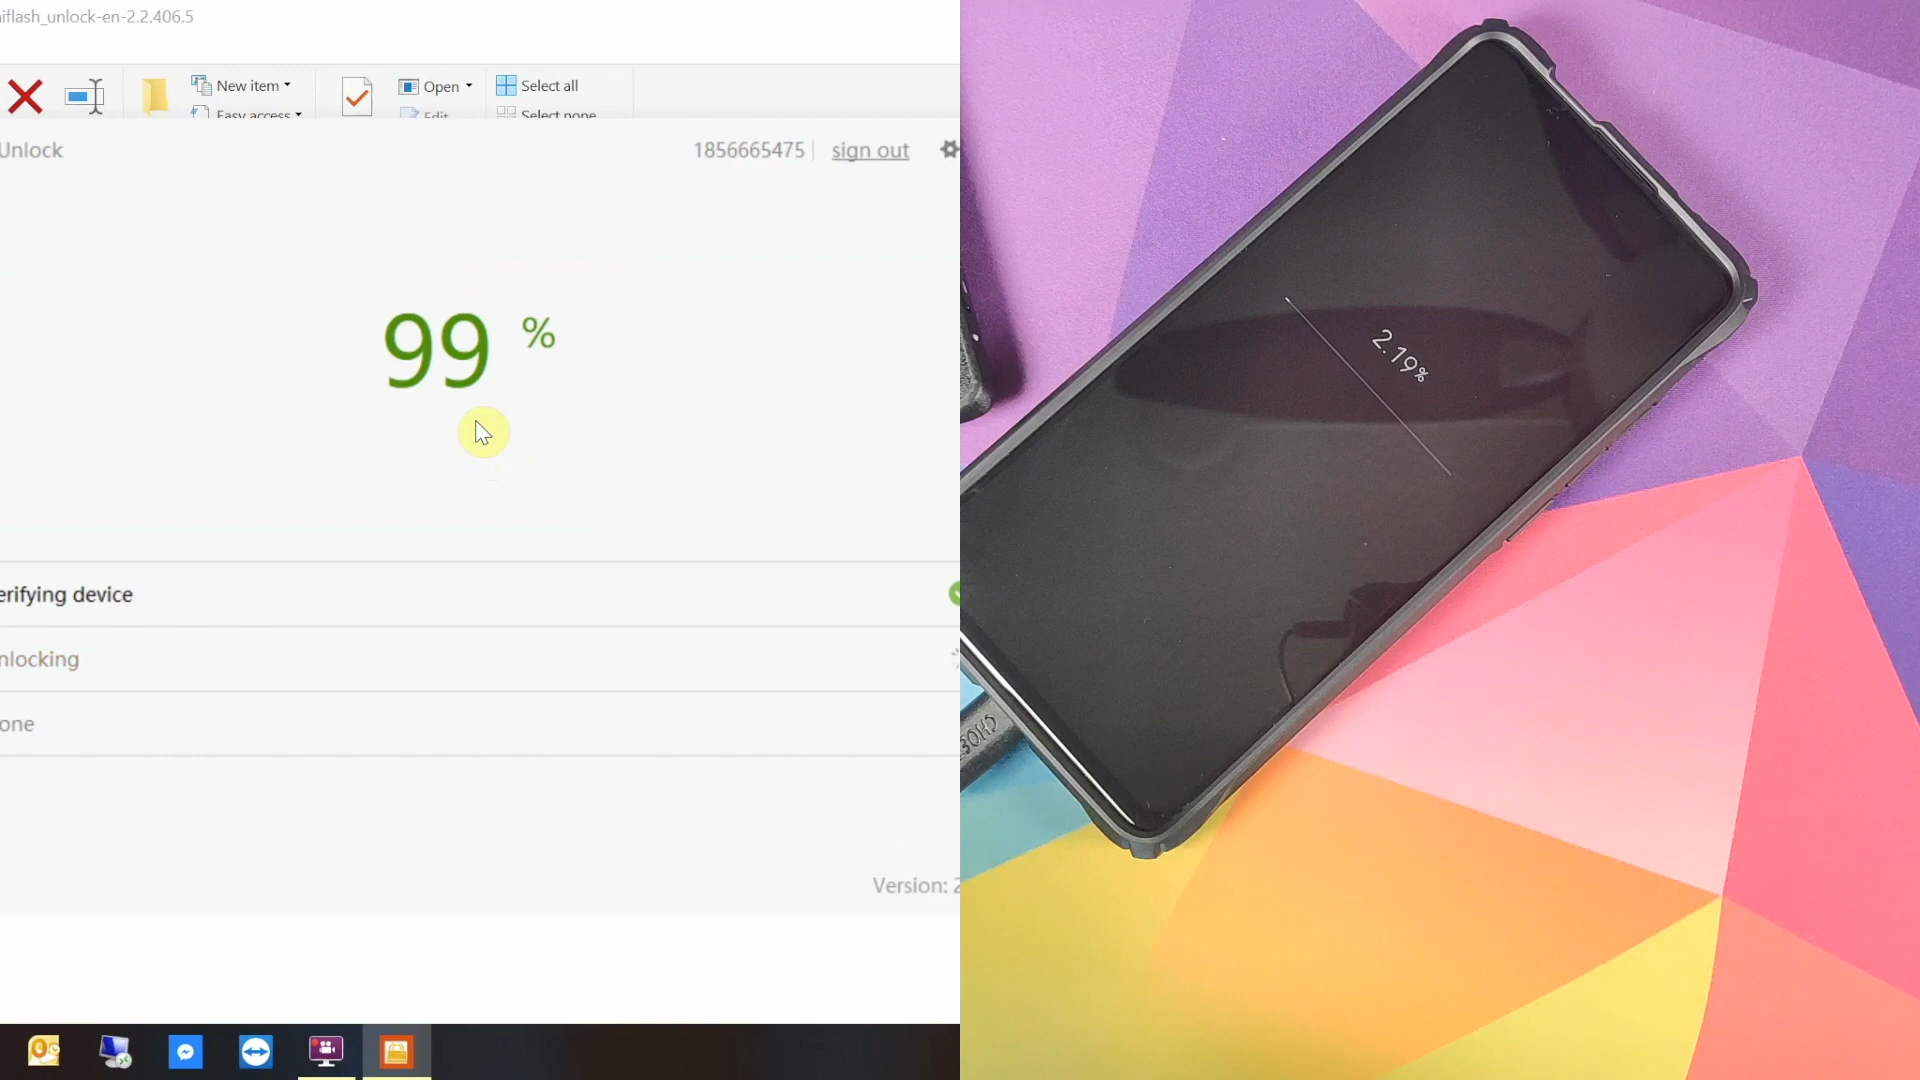 iflash_unlock-en-2.2.406.5
New item
Open
Select all
Easy access
Edit
Select none
Unlock
1856665475
sign out
99 %
erifying device
nlocking
one
Version: 2
2.19%